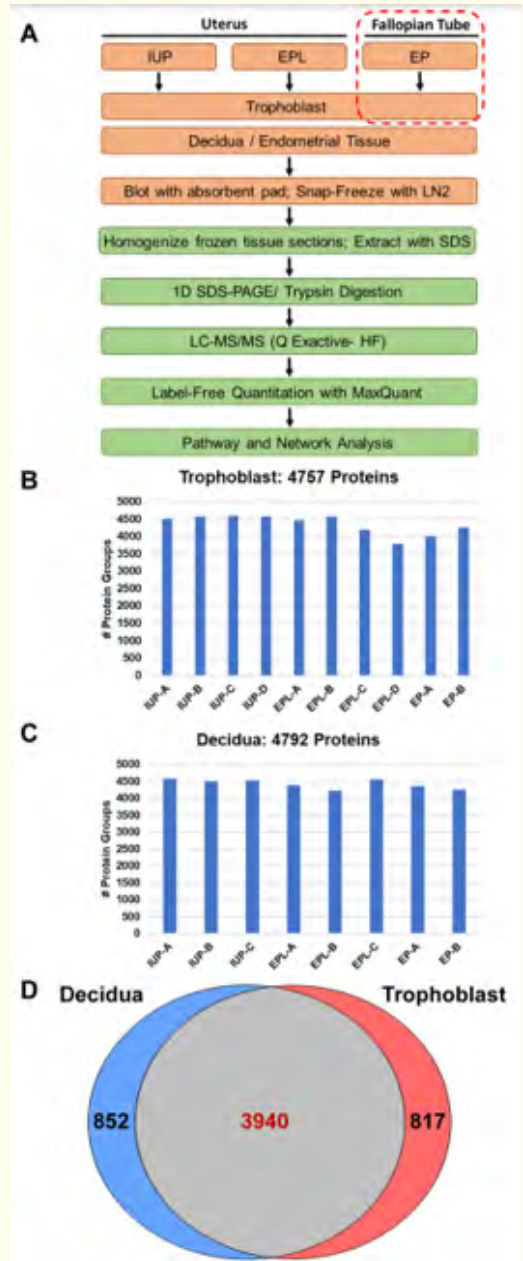 A
Uterus
Fallopian Tube
IUP
EPL
EP
Trophoblast
Decidua / Endometrial Tissue
Blot with absorbent pad; Snap-Freeze with LN2
Homogenize frozen tissue sections; Extract with SDS
1D SDS-PAGE/ Trypsin Digestion
LC-MS/MS (Q Exactive- HF)
Label-Free Quantitation with MaxQuant
Pathway and Network Analysis
B
Trophoblast: 4757 Proteins
# Protein Groups
5000
4500
4000
3500
3000
2500
2000
1500
1000
500
0
IUP-A
IUP-B
IUP-C
IUP-D
EPL-A
EPL-B
EPL-C
EPL-D
EP-A
EP-B
C
Decidua: 4792 Proteins
# Protein Groups
5000
4500
4000
3500
3000
2500
2000
1500
1000
500
0
IUP-A
IUP-B
IUP-C
EPL-A
EPL-B
EPL-C
EP-A
EP-B
D
Decidua
Trophoblast
852
3940
817